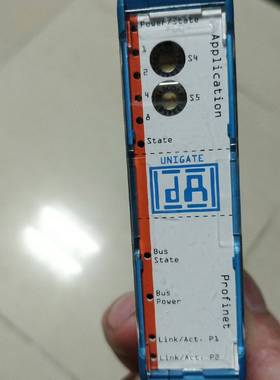 Power/State
1
2
S4
4
S5
8
State
Application
UNIGATE
Bus
State
Bus
Power
Profinet
Link/Act. P1
Link/Act. P2